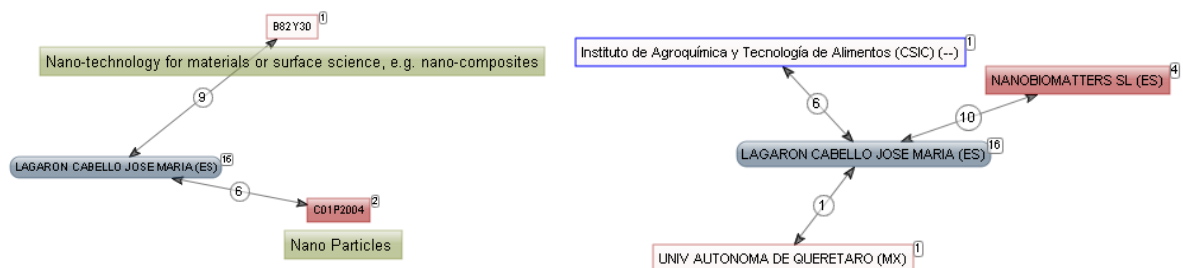 B82Y30
1
Nano-technology for materials or surface science, e.g. nano-composites
9
LAGARON CABELLO JOSE MARIA (ES)
16
6
C01P2004
2
Nano Particles
Instituto de Agroquímica y Tecnología de Alimentos (CSIC) (--)
1
NANOBIOMATTERS SL (ES)
4
6
10
LAGARON CABELLO JOSE MARIA (ES)
16
1
UNIV AUTONOMA DE QUERETARO (MX)
1